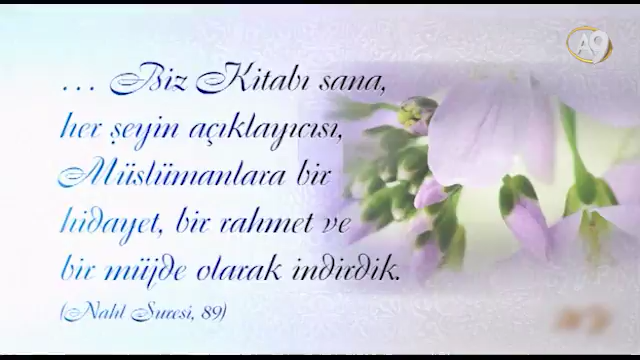 A9
... Biz Kitabı sana,
her şeyin açıklayıcısı,
Müslümanlara bir
hidayet, bir rahmet ve
bir müjde olarak indirdik.
(Nahl Suresi, 89)